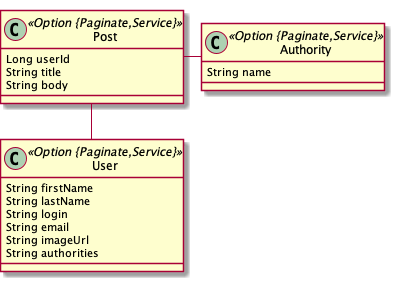 C «Option {Paginate,Service}»
Post
Long userId
String title
String body
C «Option {Paginate,Service}»
Authority
String name
C «Option {Paginate,Service}»
User
String firstName
String lastName
String login
String email
String imageUrl
String authorities